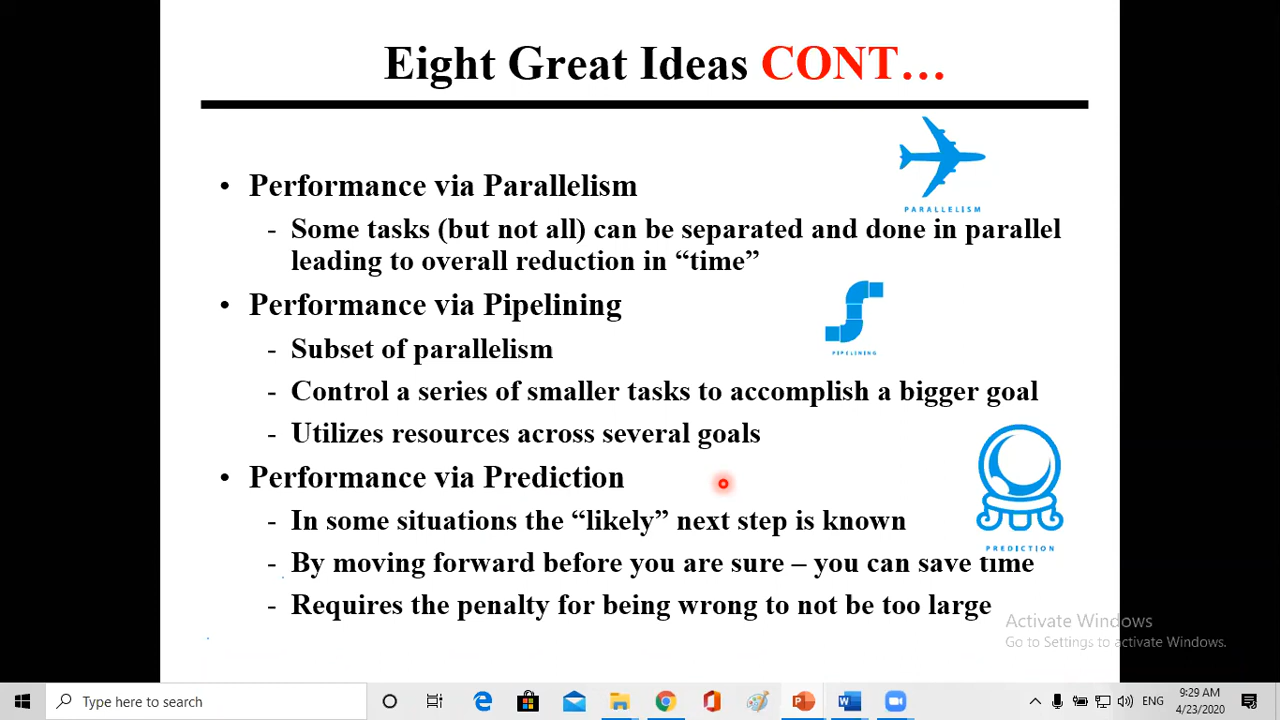 Eight Great Ideas CONT…
PARALLELISM
• Performance via Parallelism
- Some tasks (but not all) can be separated and done in parallel
leading to overall reduction in “time”
• Performance via Pipelining
PIPELINING
- Subset of parallelism
- Control a series of smaller tasks to accomplish a bigger goal
- Utilizes resources across several goals
• Performance via Prediction
- In some situations the “likely” next step is known
PREDICTION
- By moving forward before you are sure – you can save time
- Requires the penalty for being wrong to not be too large
Activate Windows
Go to Settings to activate Windows.
Type here to search
ENG
9:29 AM
4/23/2020